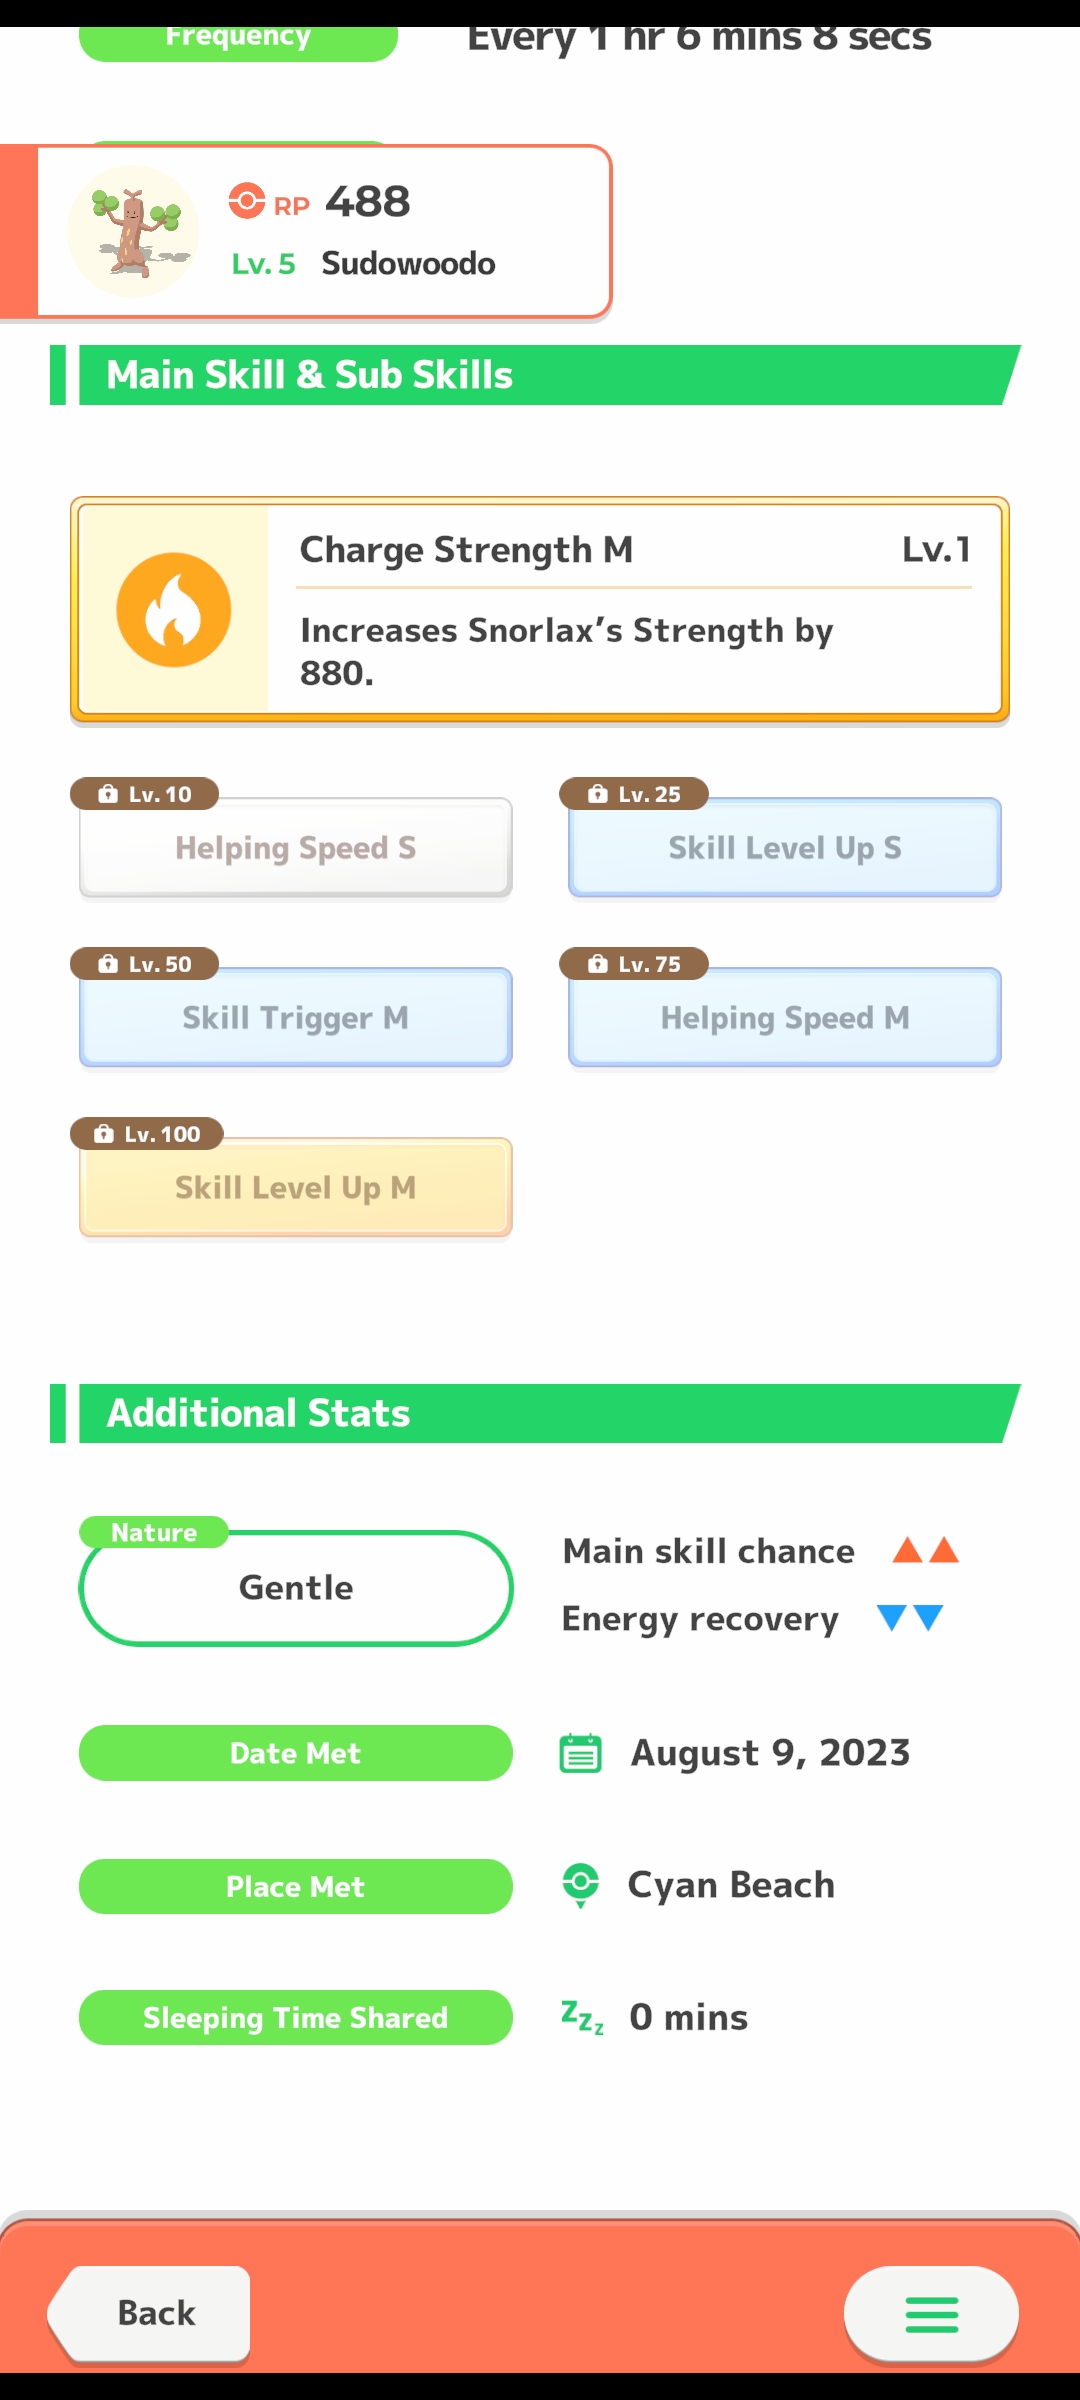 Frequency Every 1 hr 6 mins 8 secs
RP 488
Lv. 5 Sudowoodo
Main Skill & Sub Skills
Charge Strength M Lv.1
Increases Snorlax’s Strength by
880.
Lv. 10 Lv. 25
Helping Speed S Skill Level Up S
Lv. 50 Lv. 75
Skill Trigger M Helping Speed M
Lv. 100
Skill Level Up M
Additional Stats
Nature
Gentle
Main skill chance
Energy recovery
Date Met August 9, 2023
Place Met Cyan Beach
Sleeping Time Shared zzz 0 mins
Back